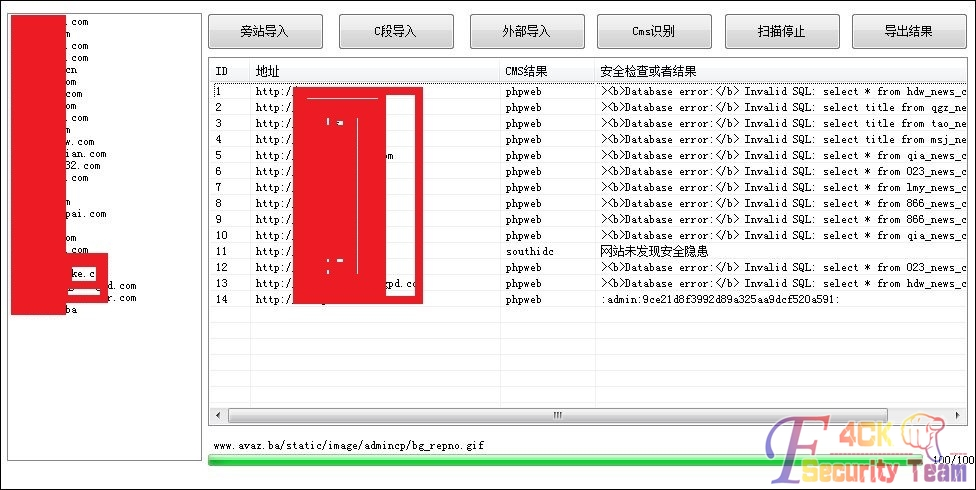 旁站导入 C段导入 外部导入 Cms识别 扫描停止 导出结果
.com
m
.com
.com
cn
om
com
om
.com
m
w.com
ian.com
32.com
.com
pai.com
om
.com
ke.c
d.com
r.com
ba
ID 地址 CMS结果 安全检查或者结果
1 http:/ phpweb ><b>Database error:</b> Invalid SQL: select * from hdw_news_c
2 http:/ phpweb ><b>Database error:</b> Invalid SQL: select title from qgz_ne
3 http:/ phpweb ><b>Database error:</b> Invalid SQL: select title from tao_ne
4 http:/ phpweb ><b>Database error:</b> Invalid SQL: select title from msj_ne
5 http:/ om phpweb ><b>Database error:</b> Invalid SQL: select * from qia_news_c
6 http:/ phpweb ><b>Database error:</b> Invalid SQL: select * from 023_news_c
7 http:/ phpweb ><b>Database error:</b> Invalid SQL: select * from lmy_news_c
8 http:/ phpweb ><b>Database error:</b> Invalid SQL: select * from 866_news_c
9 http:/ phpweb ><b>Database error:</b> Invalid SQL: select * from 866_news_c
10 http:/ phpweb ><b>Database error:</b> Invalid SQL: select * from qia_news_c
11 http:/ southidc 网站未发现安全隐患
12 http:/ phpweb ><b>Database error:</b> Invalid SQL: select * from 023_news_c
13 http:/ gpd.co phpweb ><b>Database error:</b> Invalid SQL: select * from hdw_news_c
14 http:/ phpweb :admin:9ce21d8f3992d89a325aa9dcf520a591:
www.avaz.ba/static/image/admincp/bg_repno.gif
100/100
F4CK
Security Team